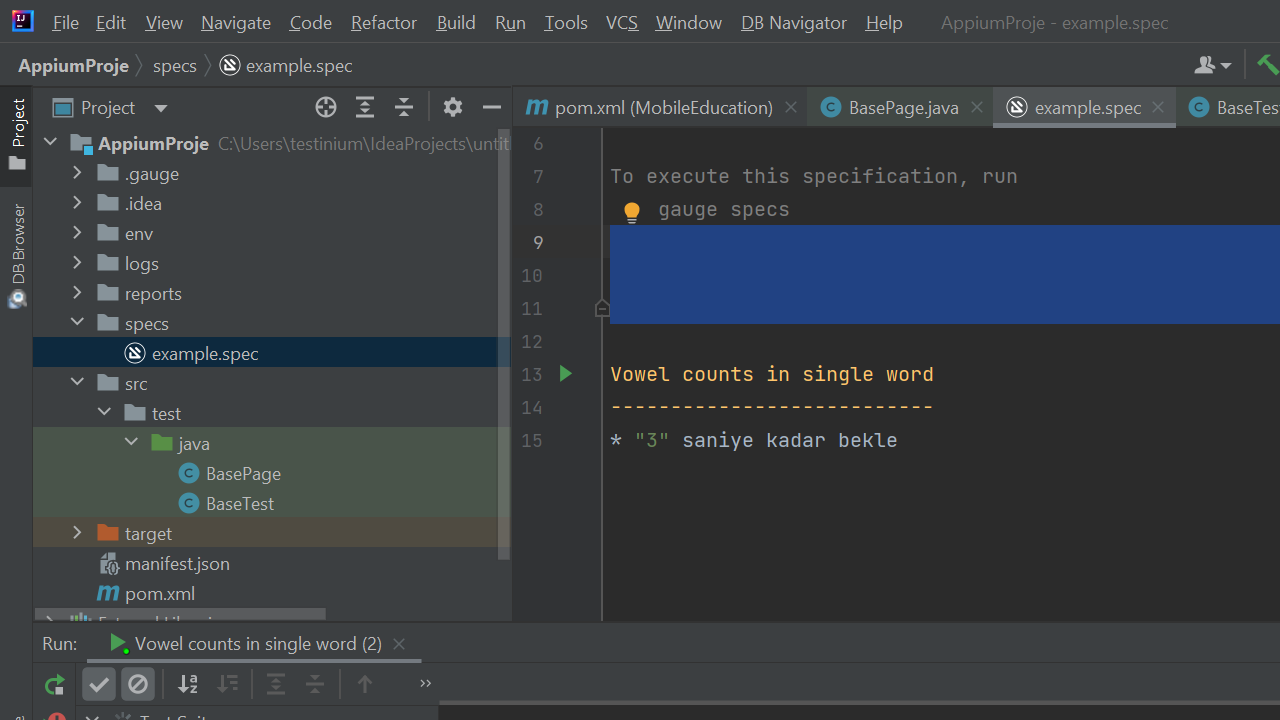 File Edit View Navigate Code Refactor Build Run Tools VCS Window DB Navigator Help AppiumProje - example.spec
AppiumProje specs example.spec
Project
DB Browser
Project
AppiumProje C:\Users\testinium\IdeaProjects\untit
.gauge
.idea
env
logs
reports
specs
example.spec
src
test
java
BasePage
BaseTest
target
manifest.json
pom.xml
pom.xml (MobileEducation) BasePage.java example.spec BaseTes
6
7 To execute this specification, run
8 gauge specs
9
10
11
12
13 Vowel counts in single word
14 ---------------------------
15 * "3" saniye kadar bekle
Run: Vowel counts in single word (2)